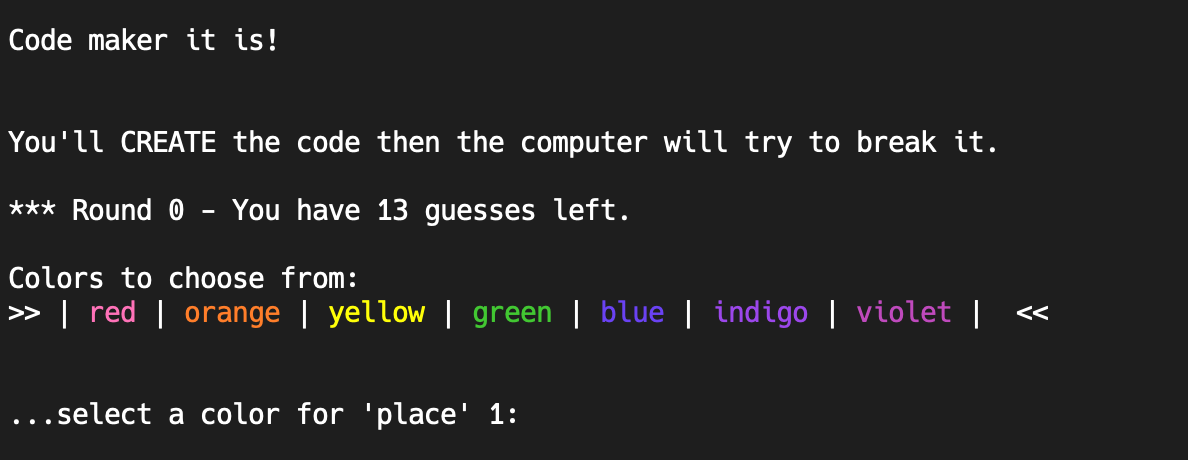 Code maker it is!
You'll CREATE the code then the computer will try to break it.
*** Round 0 - You have 13 guesses left.
Colors to choose from:
>> | red | orange | yellow | green | blue | indigo | violet |  <<
...select a color for 'place' 1: